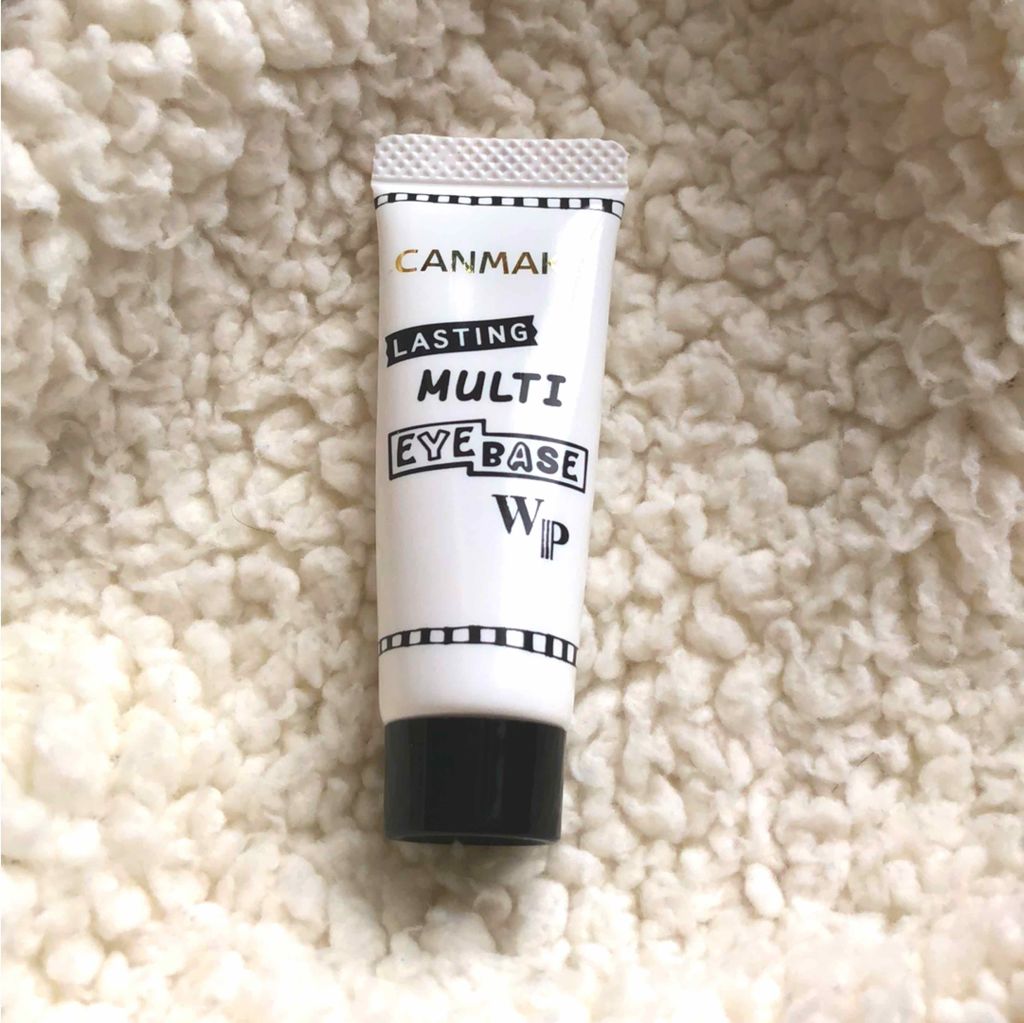 CANMAK
LASTING
MULTI
EYE BASE
WP